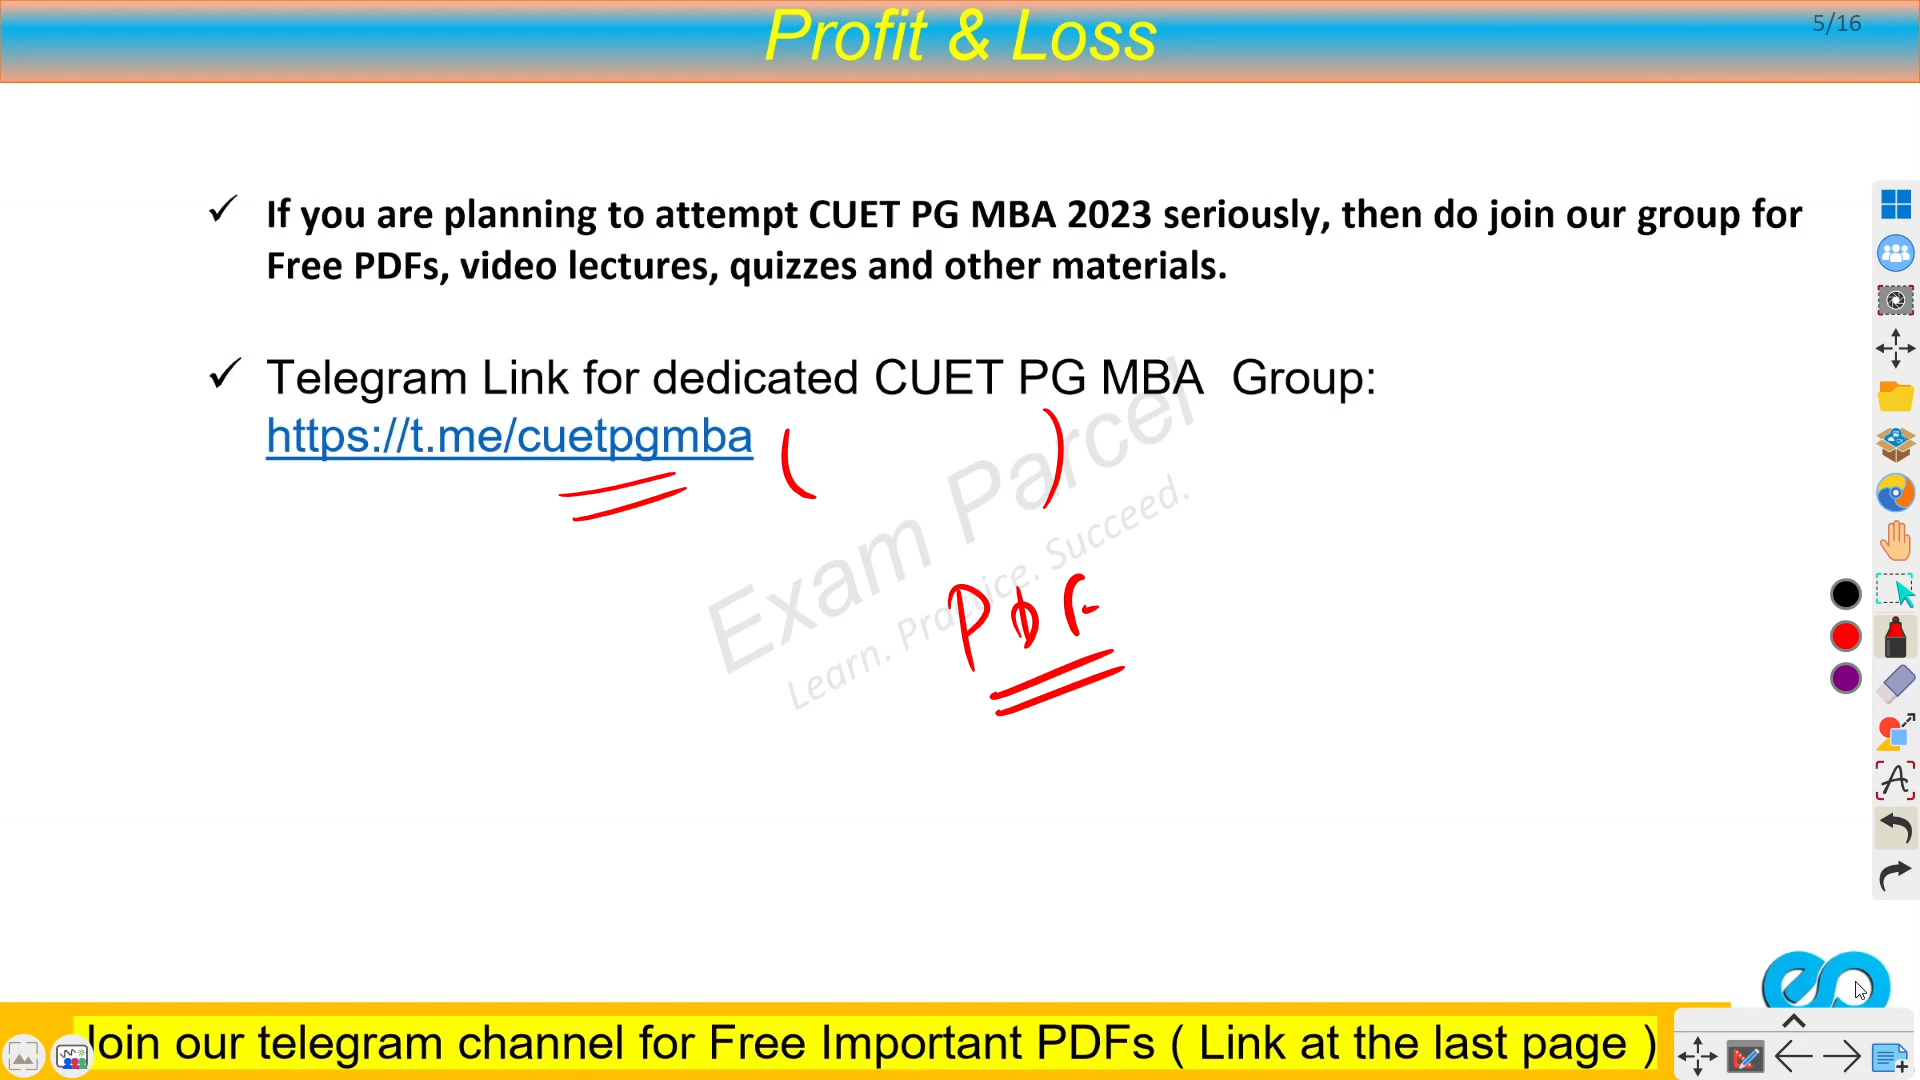 Profit & Loss
5/16
✓ If you are planning to attempt CUET PG MBA 2023 seriously, then do join our group for
Free PDFs, video lectures, quizzes and other materials.
✓ Telegram Link for dedicated CUET PG MBA Group:
https://t.me/cuetpgmba ( )
Exam Parcel
Learn. Practice. Succeed.
PDF
ep
Join our telegram channel for Free Important PDFs ( Link at the last page )